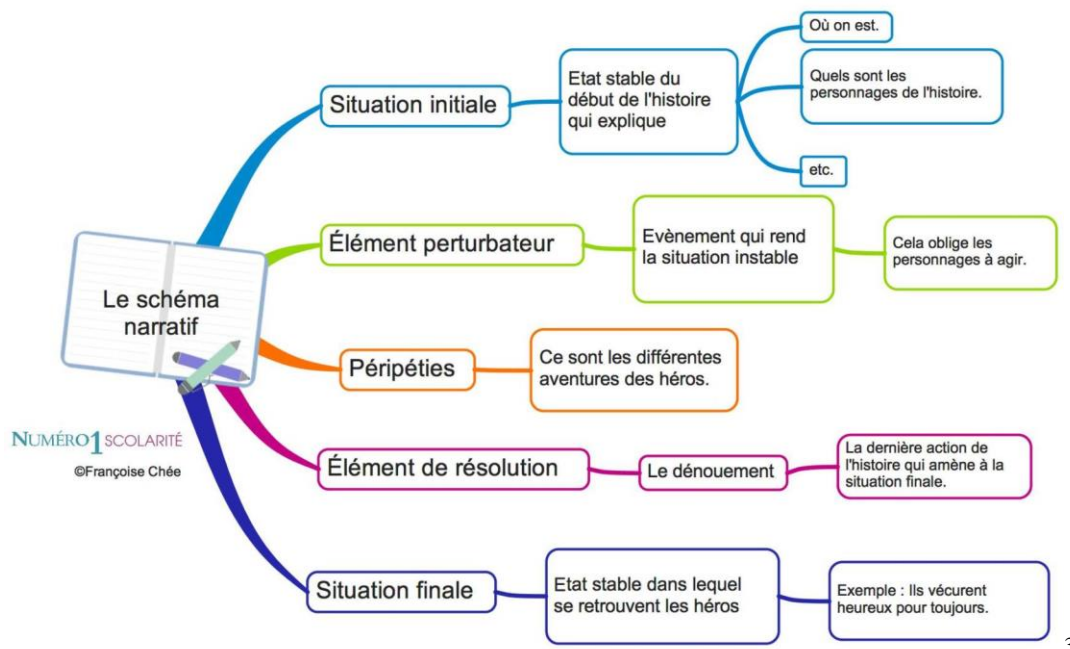 Le schéma
narratif
NUMÉRO1 SCOLARITÉ
©Françoise Chée
Situation initiale
Etat stable du
début de l'histoire
qui explique
Où on est.
Quels sont les
personnages de l'histoire.
etc.
Élément perturbateur
Evènement qui rend
la situation instable
Cela oblige les
personnages à agir.
Péripéties
Ce sont les différentes
aventures des héros.
Élément de résolution
Le dénouement
La dernière action de
l'histoire qui amène à la
situation finale.
Situation finale
Etat stable dans lequel
se retrouvent les héros
Exemple : Ils vécurent
heureux pour toujours.